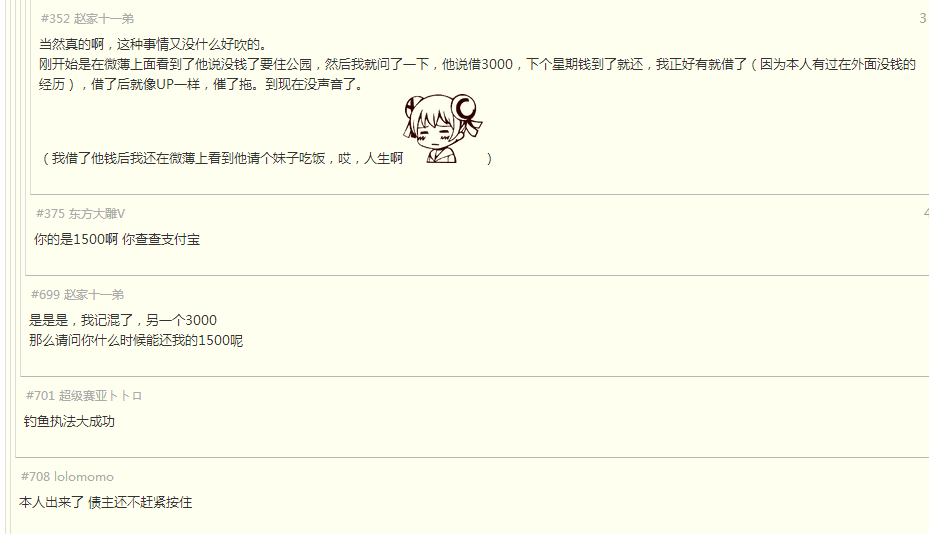 #352 赵家十一弟
3
当然真的啊，这种事情又没什么好吹的。
刚开始是在微薄上面看到了他说没钱了要住公园，然后我就问了一下，他说借3000，下个星期钱到了就还，我正好有就借了（因为本人有过在外面没钱的
经历），借了后就像UP一样，催了拖。到现在没声音了。
（我借了他钱后我还在微薄上看到他请个妹子吃饭，哎，人生啊 ）
#375 东方大雕V
4
你的是1500啊 你查查支付宝
#699 赵家十一弟
是是是，我记混了，另一个3000
那么请问你什么时候能还我的1500呢
#701 超级赛亚卜卜ロ
钓鱼执法大成功
#708 lolomomo
本人出来了 债主还不赶紧按住